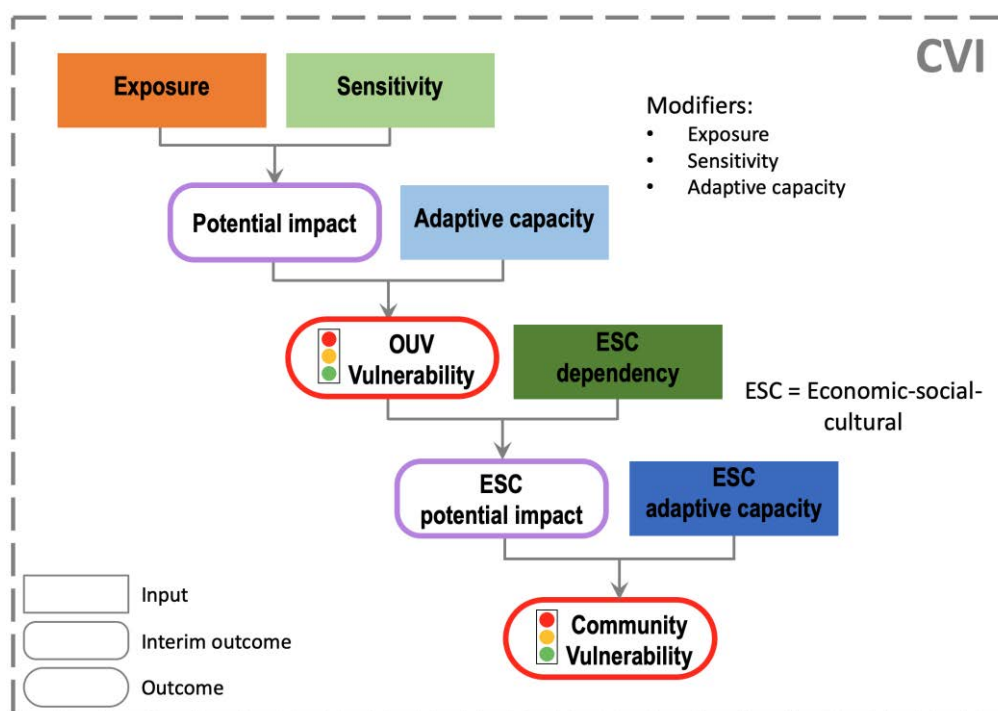 CVI
Exposure
Sensitivity
Modifiers:
• Exposure
• Sensitivity
• Adaptive capacity
Potential impact
Adaptive capacity
OUV
Vulnerability
ESC
dependency
ESC = Economic-social-
cultural
ESC
potential impact
ESC
adaptive capacity
Input
Interim outcome
Outcome
Community
Vulnerability